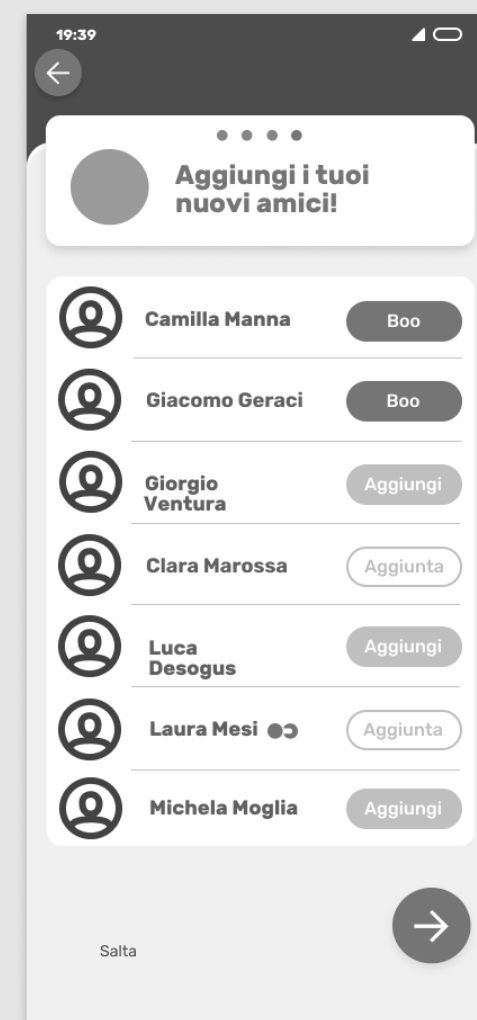 19:39
Aggiungi i tuoi
nuovi amici!
Camilla Manna
Boo
Giacomo Geraci
Boo
Giorgio
Ventura
Aggiungi
Clara Marossa
Aggiunta
Luca
Desogus
Aggiungi
Laura Mesi
Aggiunta
Michela Moglia
Aggiungi
Salta